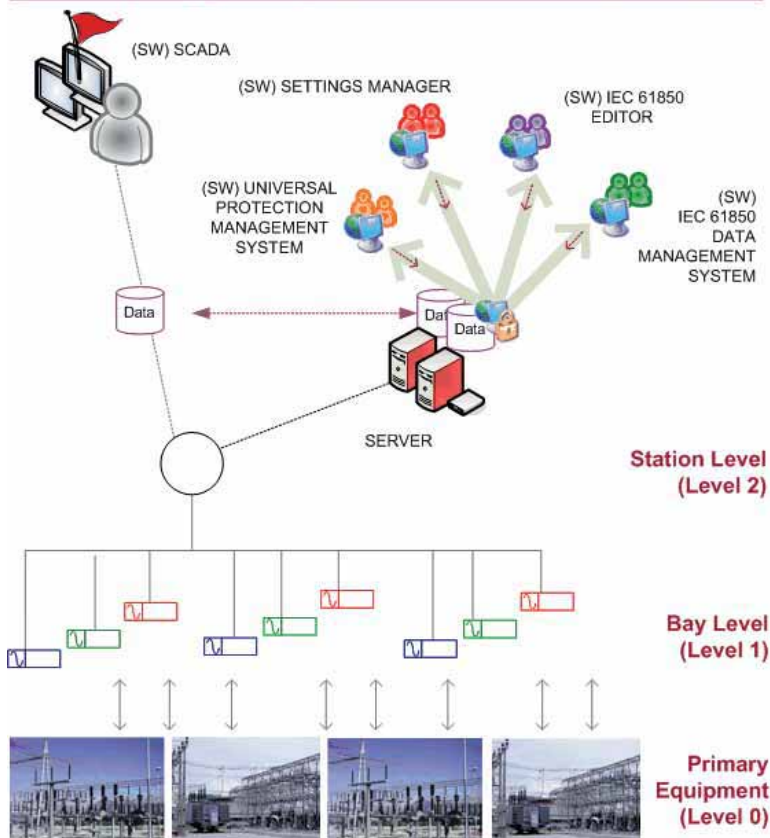 (SW) SCADA
(SW) SETTINGS MANAGER
(SW) IEC 61850
EDITOR
(SW) UNIVERSAL
PROTECTION
MANAGEMENT
SYSTEM
(SW)
IEC 61850
DATA
MANAGEMENT
SYSTEM
Data
Data
Data
SERVER
Station Level
(Level 2)
Bay Level
(Level 1)
Primary
Equipment
(Level 0)